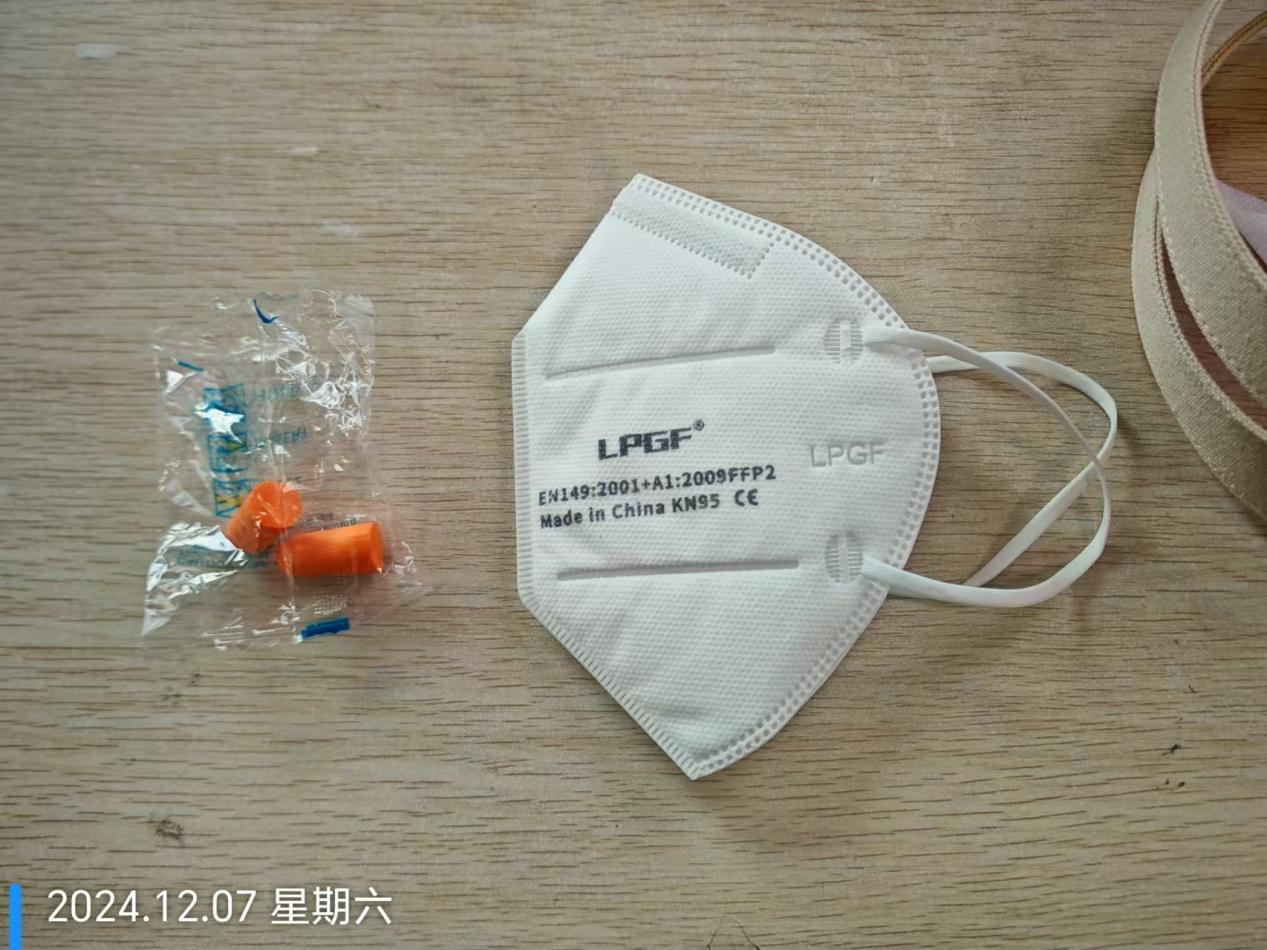 LPGF®
EN149:2001+A1:2009FFP2
Made in China KN95 CE
LPGF
2024.12.07 星期六